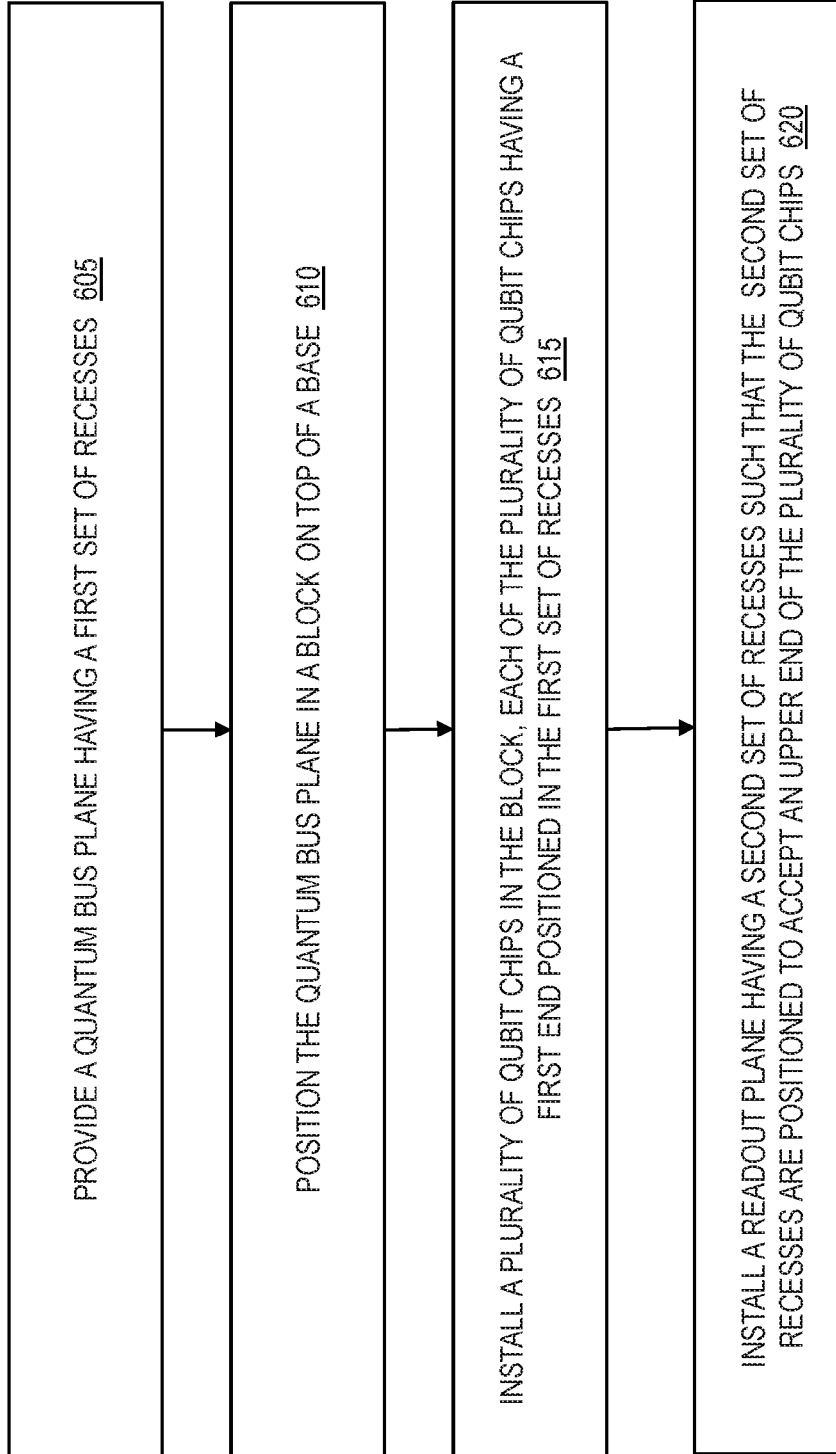 PROVIDE A QUANTUM BUS PLANE HAVING A FIRST SET OF RECESSES 605
POSITION THE QUANTUM BUS PLANE IN A BLOCK ON TOP OF A BASE 610
INSTALL A PLURALITY OF QUBIT CHIPS IN THE BLOCK, EACH OF THE PLURALITY OF QUBIT CHIPS HAVING A
FIRST END POSITIONED IN THE FIRST SET OF RECESSES 615
INSTALL A READOUT PLANE HAVING A SECOND SET OF RECESSES SUCH THAT THE SECOND SET OF
RECESSES ARE POSITIONED TO ACCEPT AN UPPER END OF THE PLURALITY OF QUBIT CHIPS 620